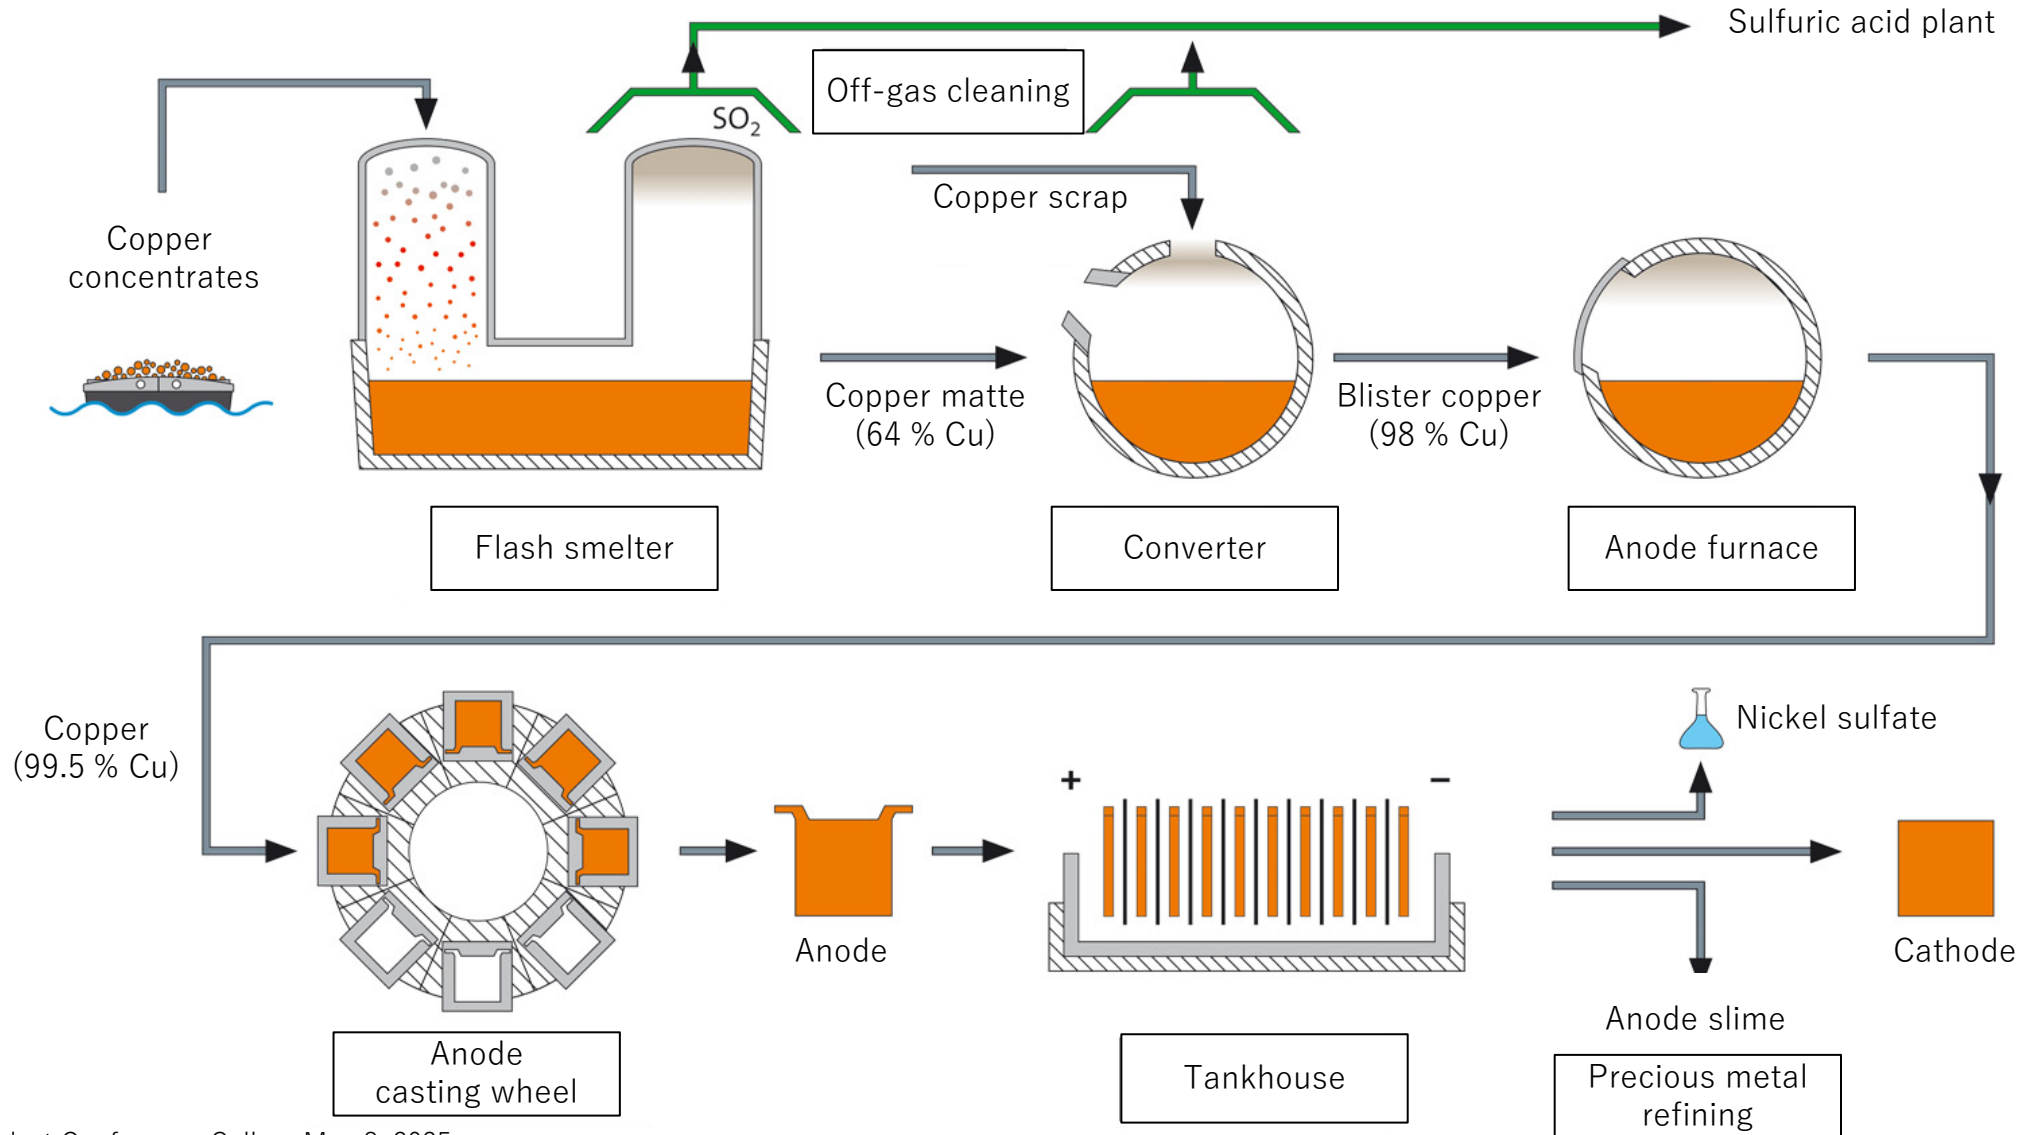 Sulfuric acid plant
Off-gas cleaning
SO₂
Copper scrap
Copper
concentrates
Copper matte
(64 % Cu)
Blister copper
(98 % Cu)
Flash smelter
Converter
Anode furnace
Copper
(99.5 % Cu)
Nickel sulfate
+
−
Anode
Cathode
Anode slime
Anode
casting wheel
Tankhouse
Precious metal
refining